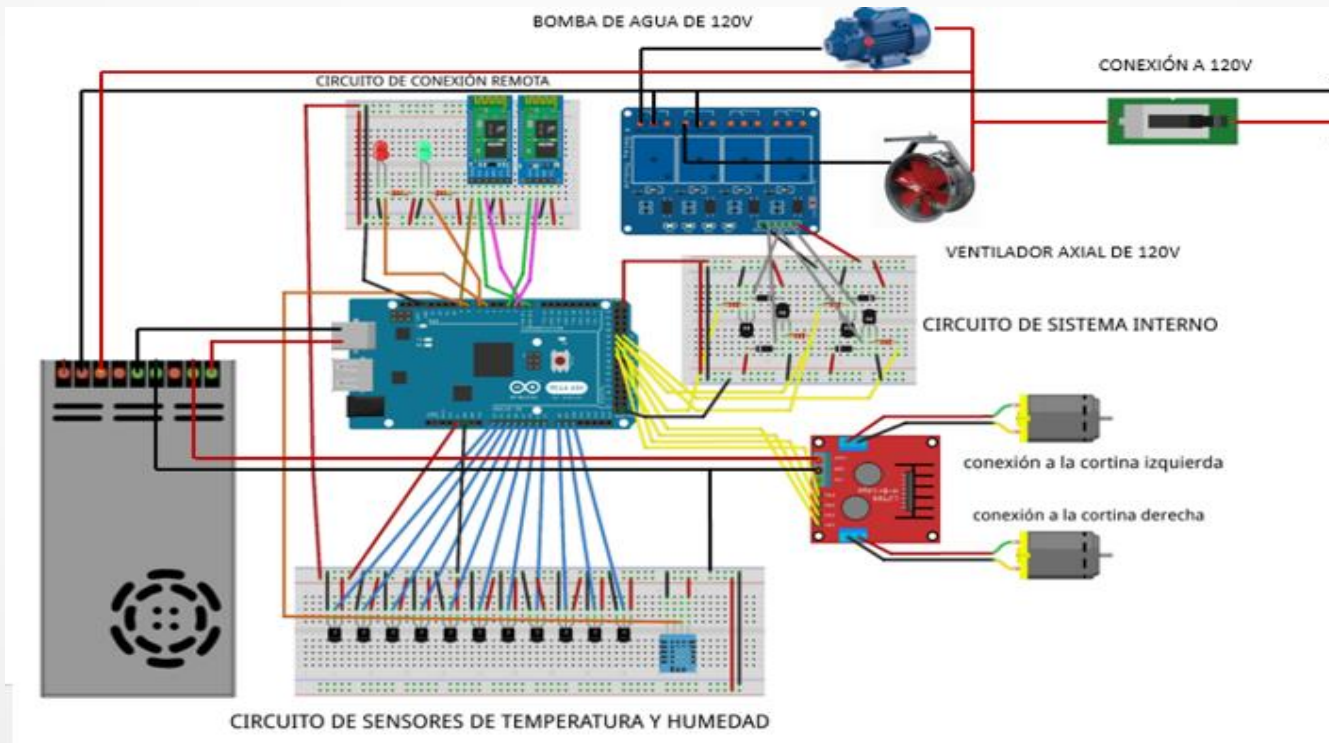 BOMBA DE AGUA DE 120V
CONEXIÓN A 120V
CIRCUITO DE CONEXIÓN REMOTA
VENTILADOR AXIAL DE 120V
CIRCUITO DE SISTEMA INTERNO
conexión a la cortina izquierda
conexión a la cortina derecha
CIRCUITO DE SENSORES DE TEMPERATURA Y HUMEDAD